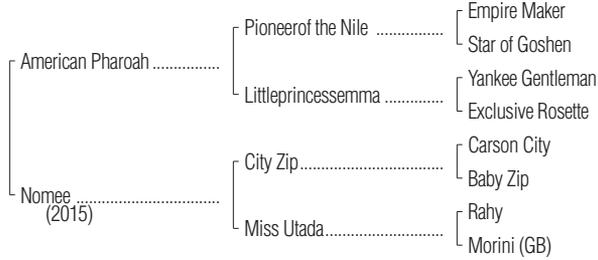 Empire Maker
Pioneerof the Nile ................
Star of Goshen
American Pharoah ................
Yankee Gentleman
Littleprincessemma ..............
Exclusive Rosette
Carson City
City Zip..................................
Baby Zip
Nomee ..................................
(2015)
Rahy
Miss Utada............................
Morini (GB)